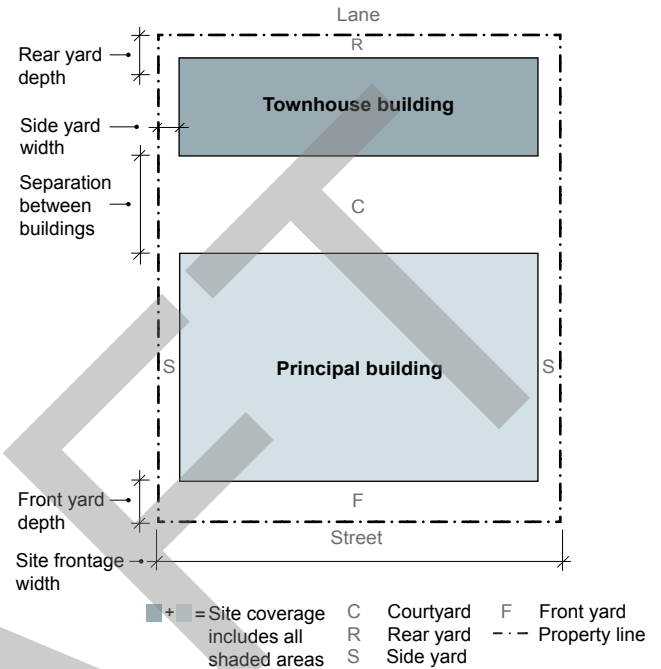 Lane
R
Rear yard
depth
Townhouse building
Side yard
width
Separation
between
buildings
C
S
Principal building
S
Front yard
depth
F
Street
Site frontage
width
+ = Site coverage
includes all
shaded areas
C Courtyard
R Rear yard
S Side yard
F Front yard
Property line